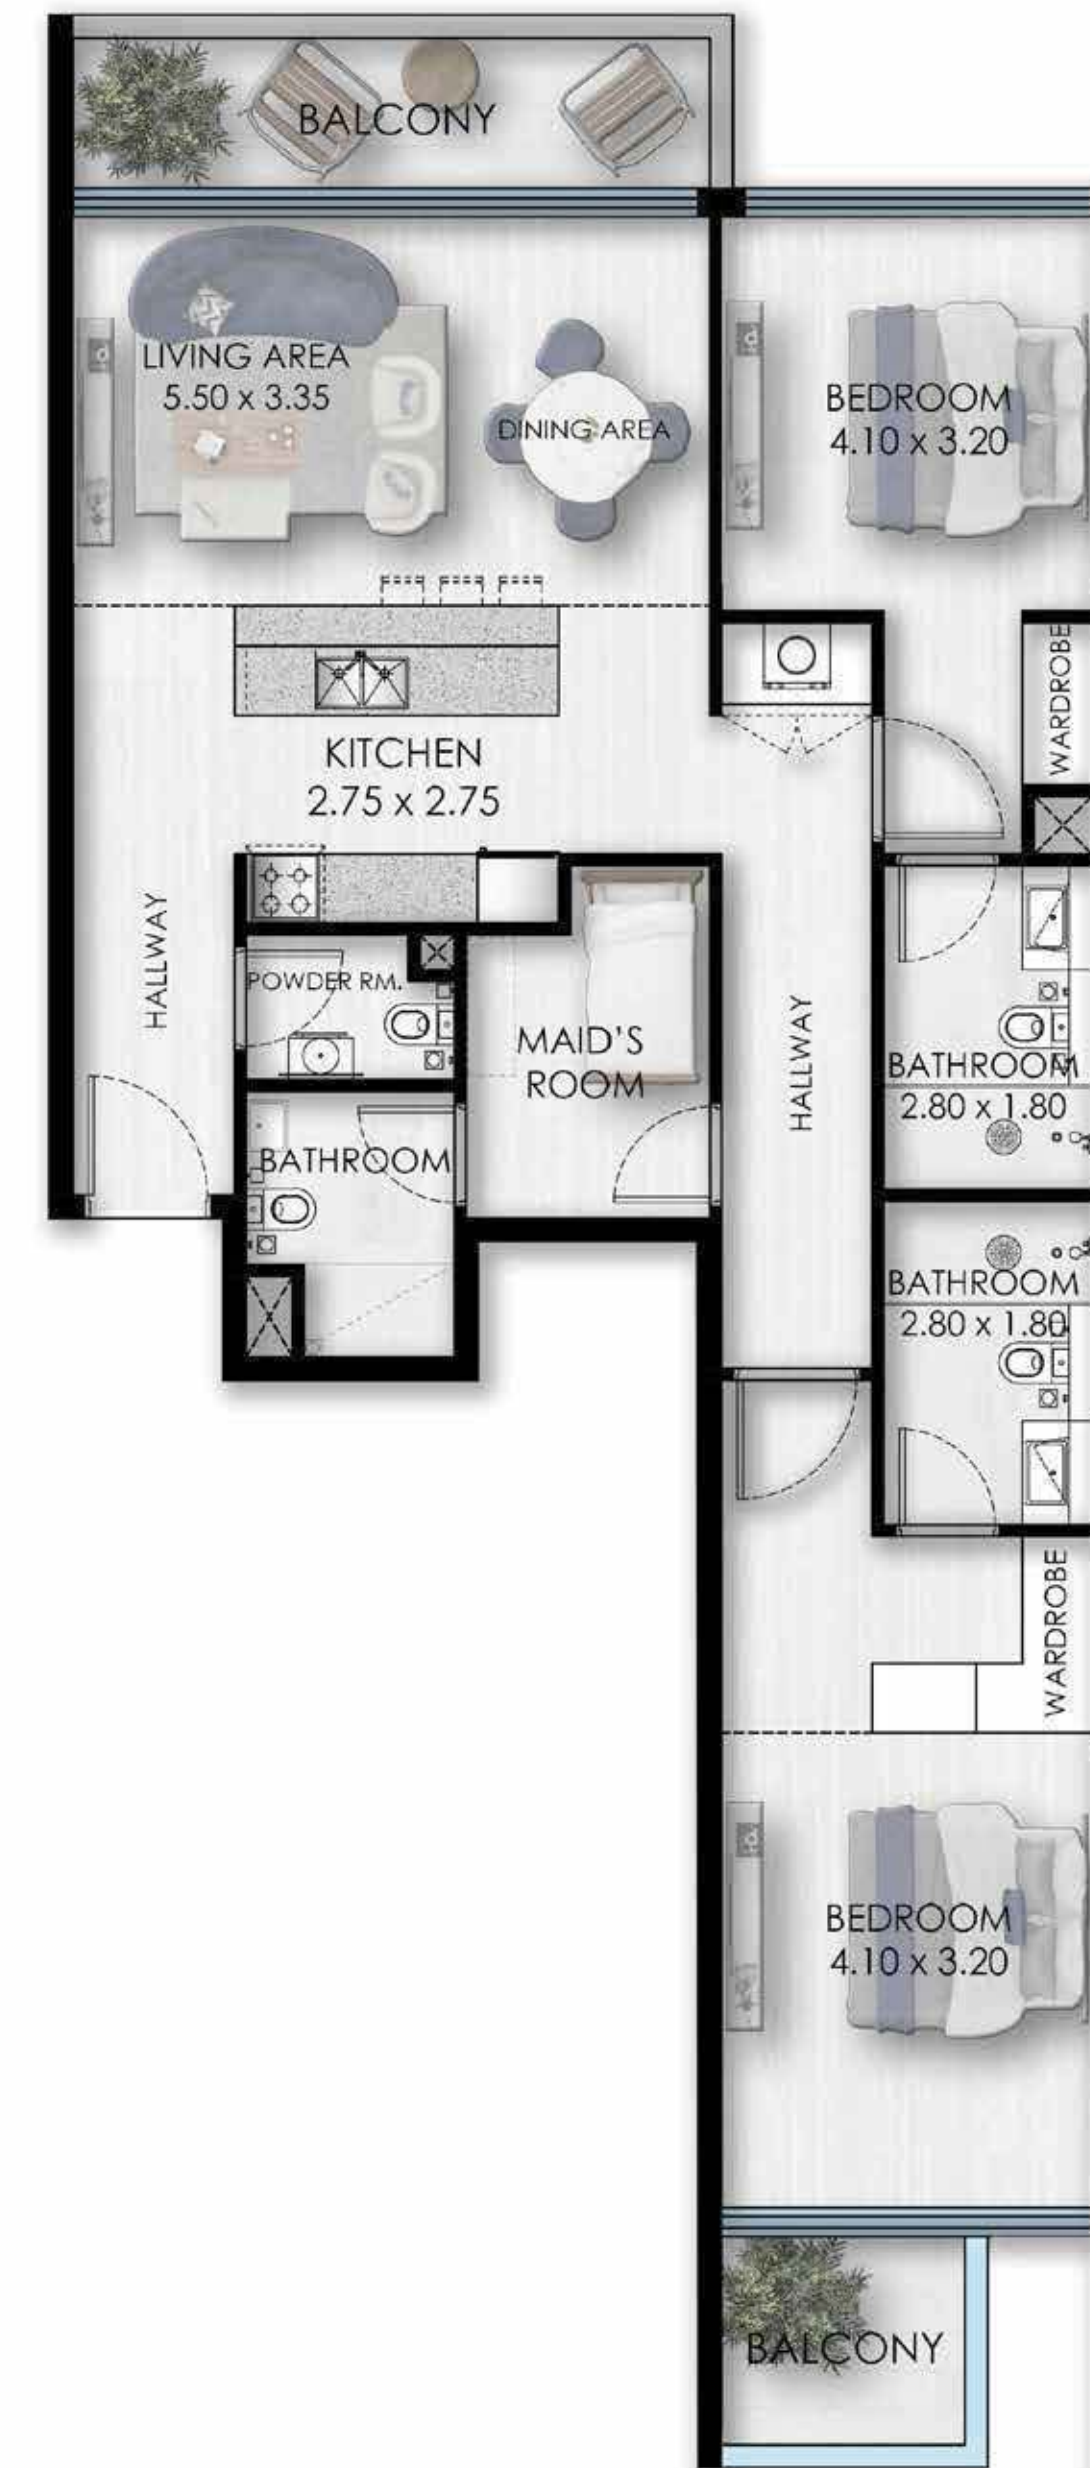 BALCONY
LIVING AREA
5.50 x 3.35
DINING AREA
BEDROOM
4.10 x 3.20
WARDROBE
KITCHEN
2.75 x 2.75
HALLWAY
POWDER RM.
MAID'S
ROOM
HALLWAY
BATHROOM
2.80 x 1.80
BATHROOM
BATHROOM
2.80 x 1.80
WARDROBE
BEDROOM
4.10 x 3.20
BALCONY